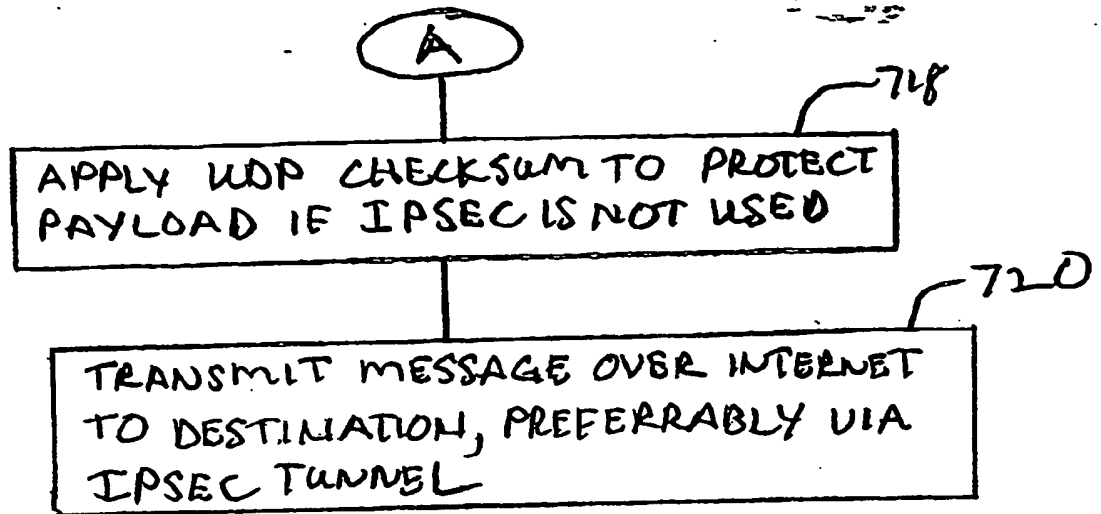 A
718
APPLY UDP CHECKSUM TO PROTECT
PAYLOAD IF IPSEC IS NOT USED
720
TRANSMIT MESSAGE OVER INTERNET
TO DESTINATION, PREFERRABLY VIA
IPSEC TUNNEL